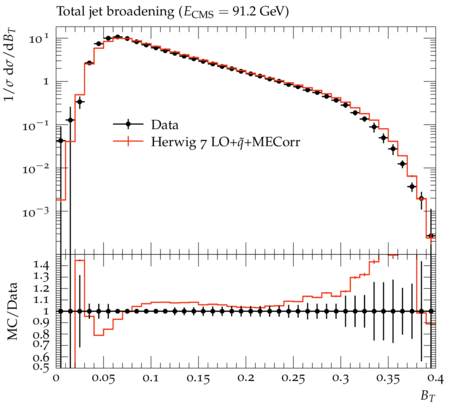 Total jet broadening (E_CMS = 91.2 GeV)
1/σ dσ/dB_T
10^1
1
10^−1
10^−2
10^−3
Data
Herwig 7 LO+q̃+MECorr
MC/Data
1.4
1.3
1.2
1.1
1
0.9
0.8
0.7
0.6
0.5
0 0.05 0.1 0.15 0.2 0.25 0.3 0.35 0.4
B_T